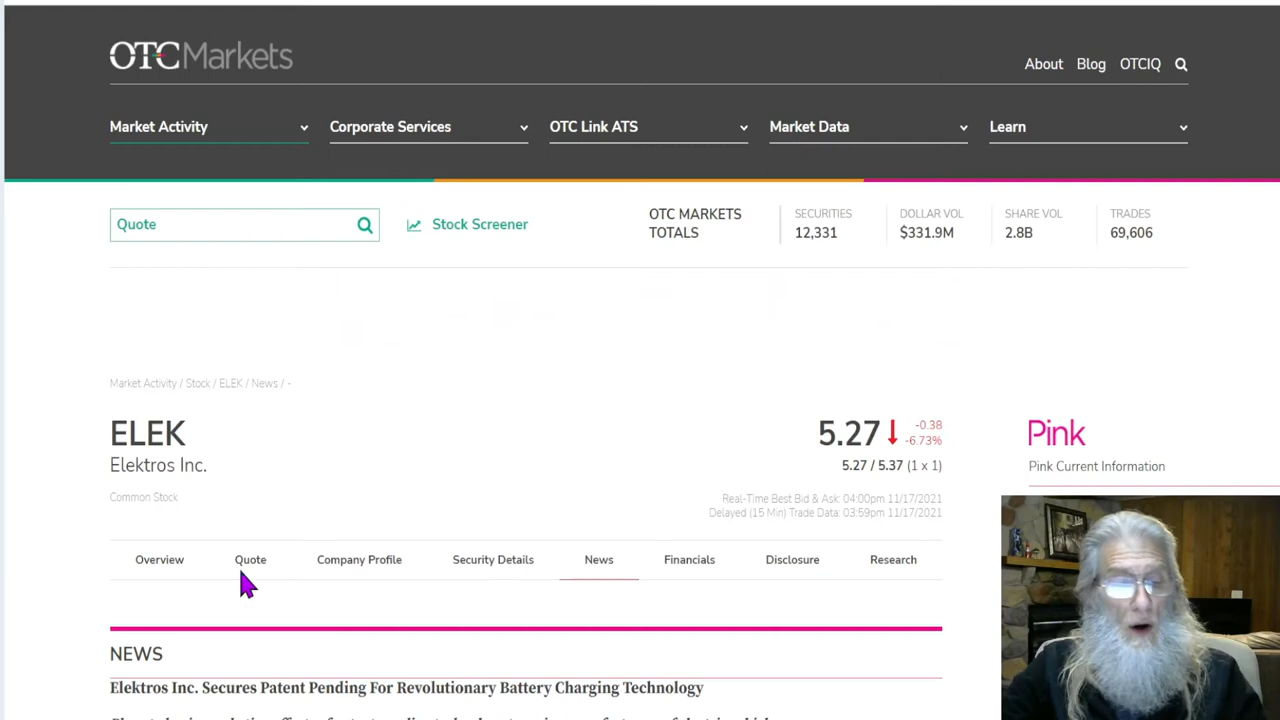 OTCMarkets
About Blog OTCIQ
Market Activity Corporate Services OTC Link ATS Market Data Learn
Quote
Stock Screener
OTC MARKETS
TOTALS
SECURITIES
12,331
DOLLAR VOL
$331.9M
SHARE VOL
2.8B
TRADES
69,606
Market Activity / Stock / ELEK / News / -
ELEK
Elektros Inc.
Common Stock
5.27
-0.38
-6.73%
5.27 / 5.37 (1 x 1)
Real-Time Best Bid & Ask: 04:00pm 11/17/2021
Delayed (15 Min) Trade Data: 03:59pm 11/17/2021
Pink
Pink Current Information
Overview Quote Company Profile Security Details News Financials Disclosure Research
NEWS
Elektros Inc. Secures Patent Pending For Revolutionary Battery Charging Technology